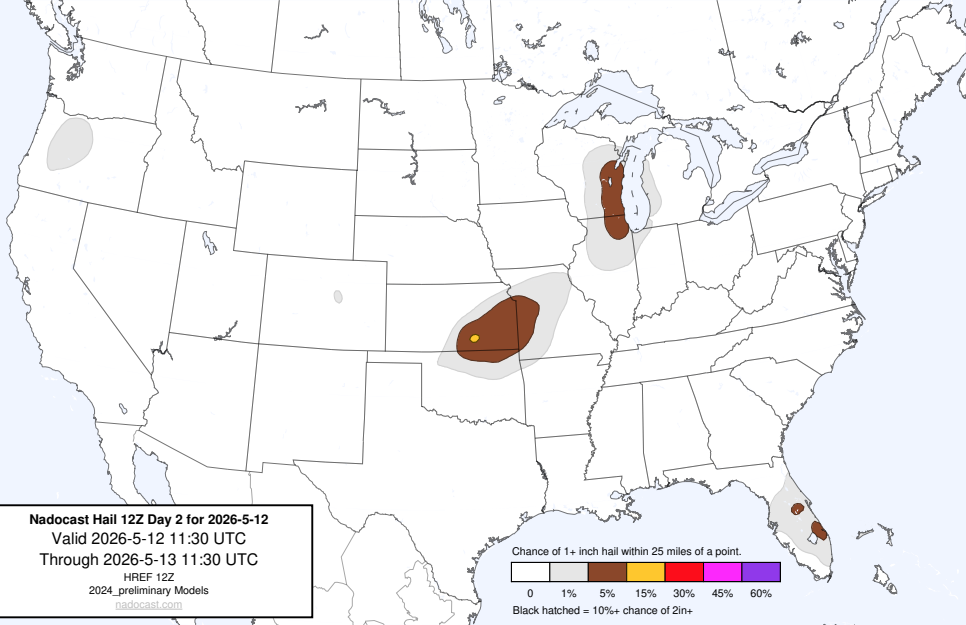 Nadocast Hail 12Z Day 2 for 2026-5-12
Valid 2026-5-12 11:30 UTC
Through 2026-5-13 11:30 UTC
HREF 12Z
2024_preliminary Models
nadocast.com
Chance of 1+ inch hail within 25 miles of a point.
0 1% 5% 15% 30% 45% 60%
Black hatched = 10%+ chance of 2in+